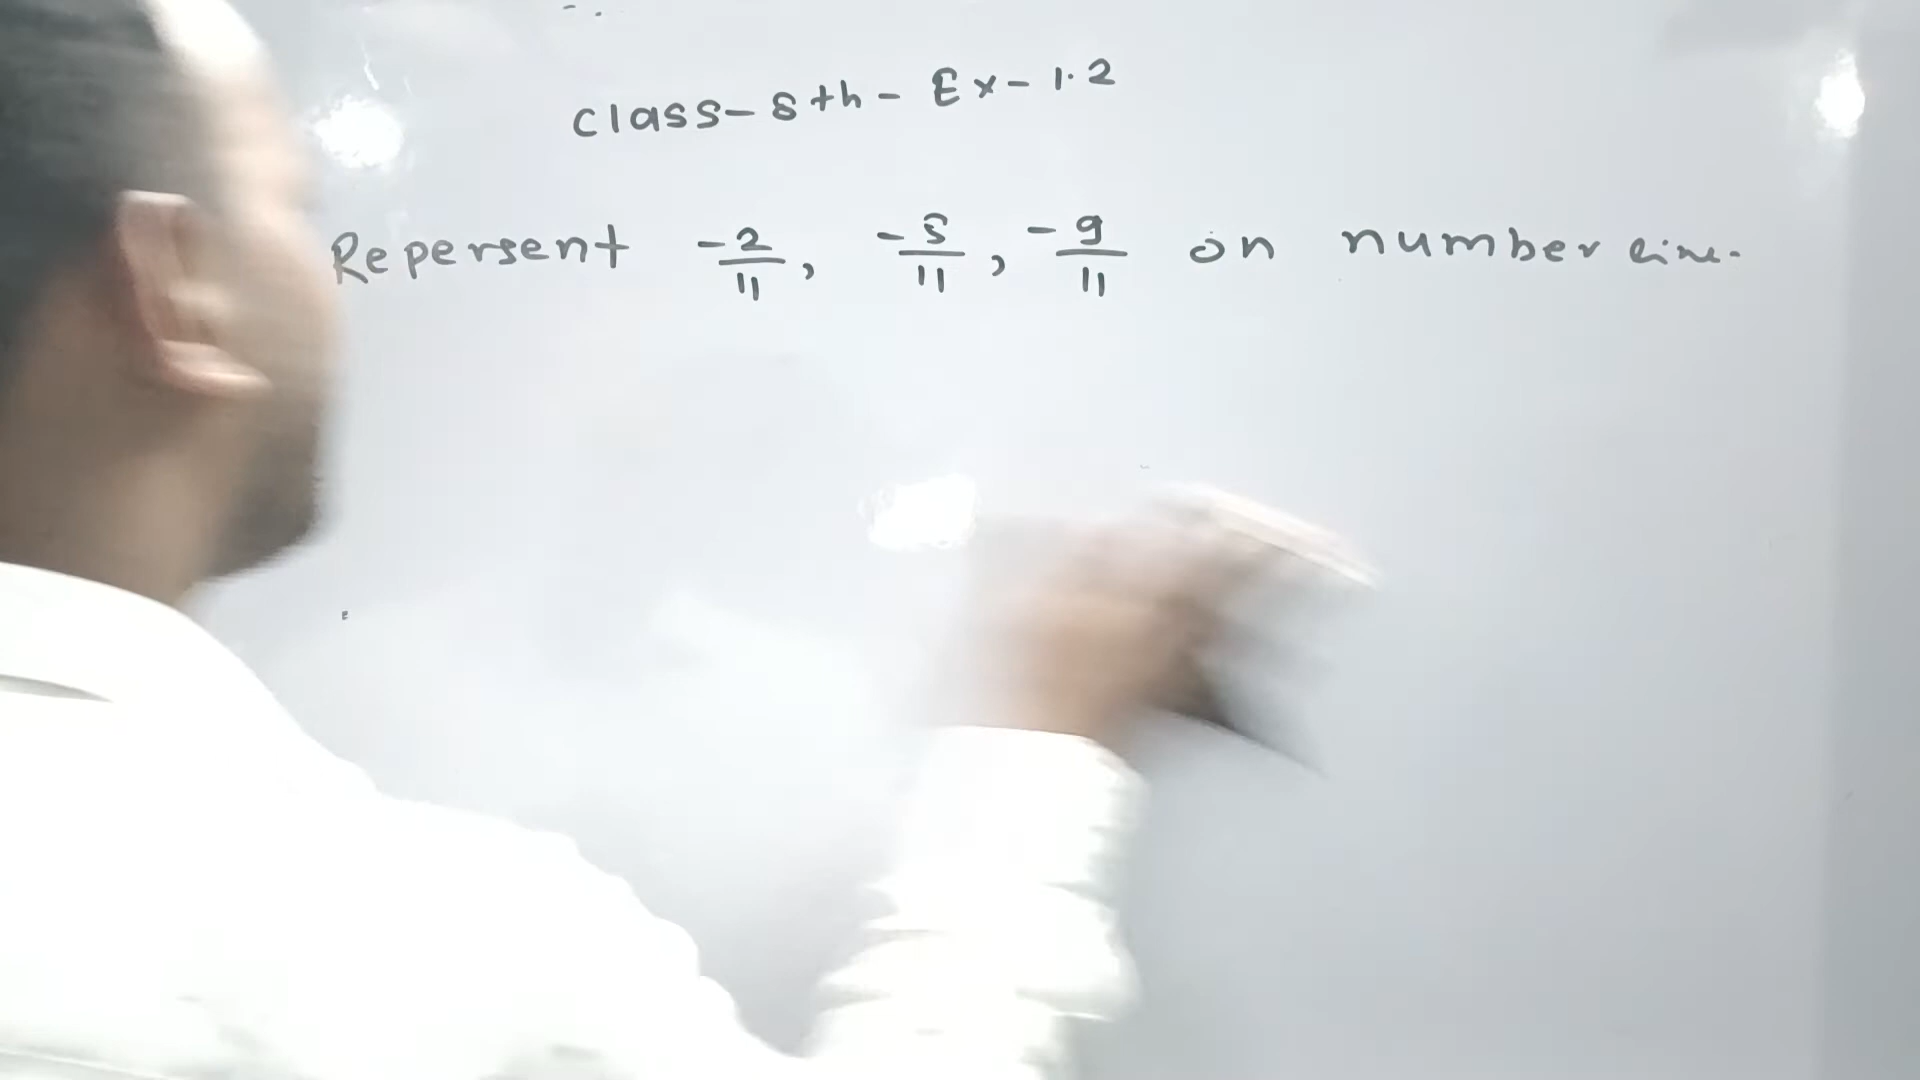 Class-8th- Ex-1.2
Repersent -2/11, -5/11, -9/11 on number line.